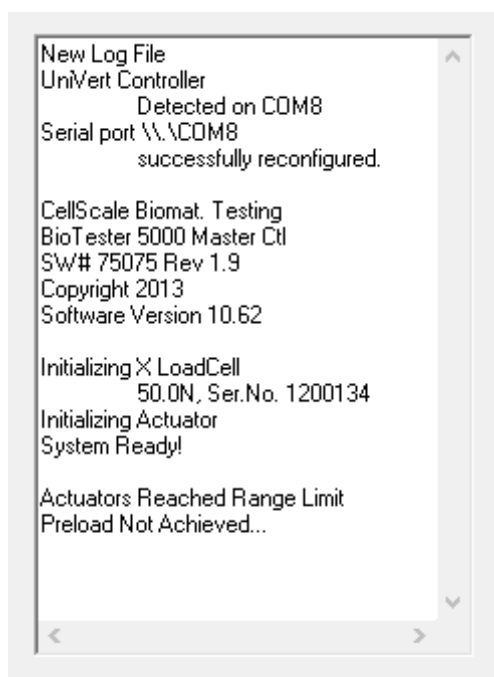 New Log File
UniVert Controller
Detected on COM8
Serial port \\.\COM8
successfully reconfigured.
CellScale Biomat. Testing
BioTester 5000 Master Ctl
SW# 75075 Rev 1.9
Copyright 2013
Software Version 10.62
Initializing X LoadCell
50.0N, Ser.No. 1200134
Initializing Actuator
System Ready!
Actuators Reached Range Limit
Preload Not Achieved...